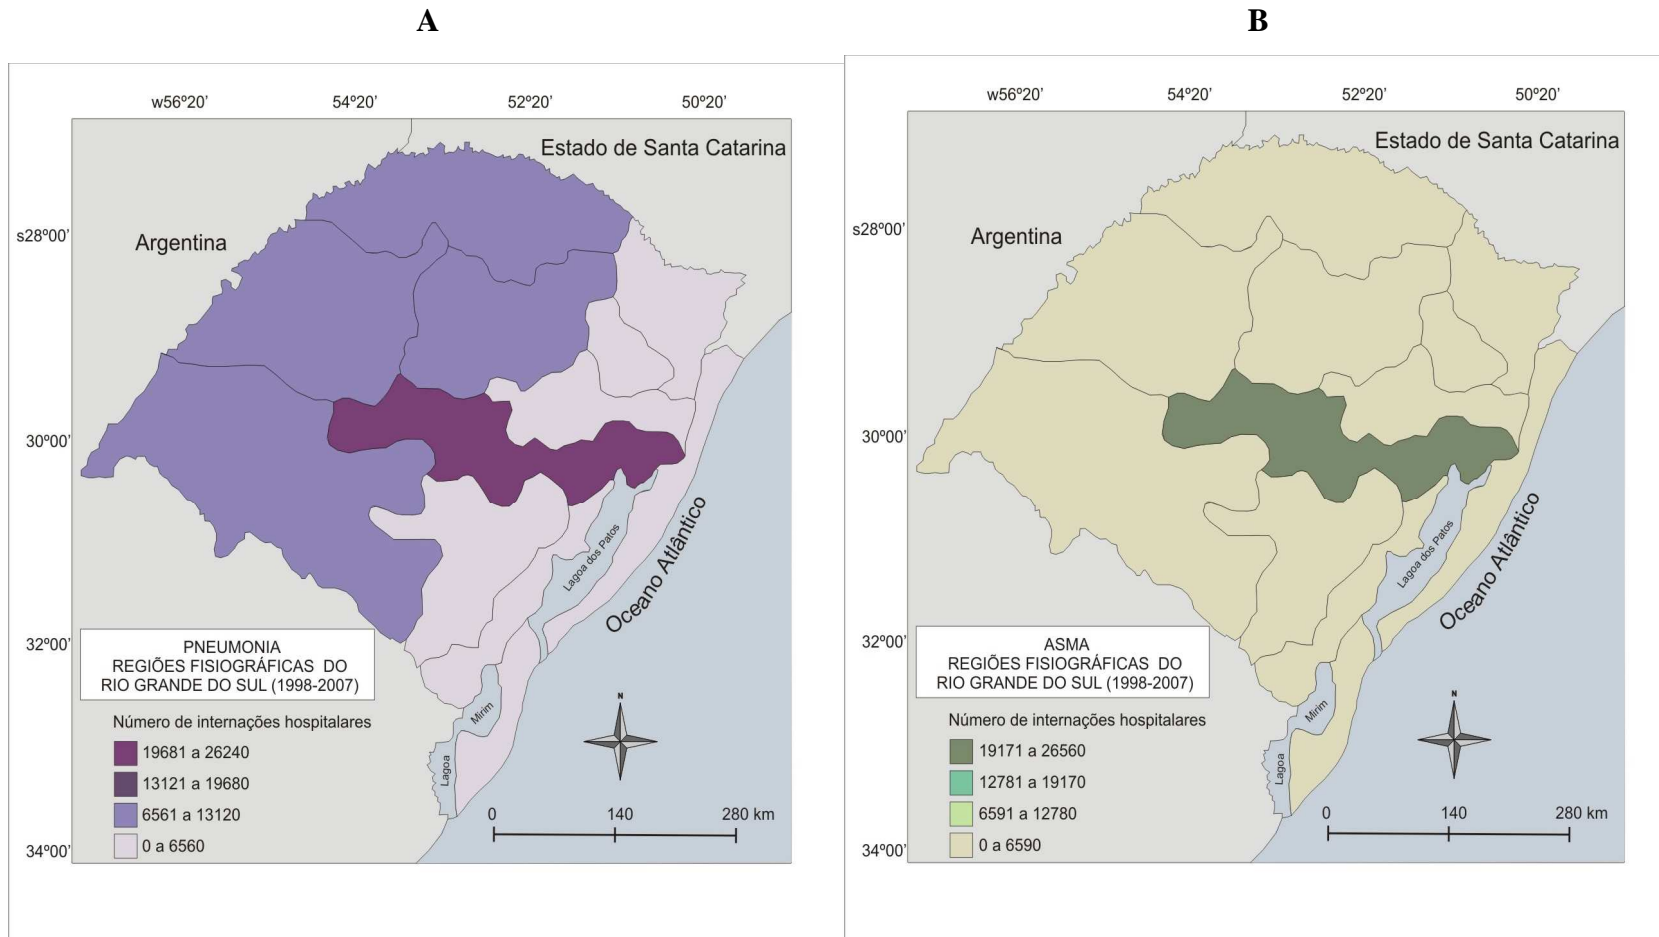 A
w56º20’ 54º20’ 52º20’ 50º20’
Estado de Santa Catarina
s28º00’
Argentina
30º00’
Lagoa dos Patos
Oceano Atlântico
32º00’
PNEUMONIA
REGIÕES FISIOGRÁFICAS DO
RIO GRANDE DO SUL (1998-2007)
N
Mirim
Lagoa
Número de internações hospitalares
19681 a 26240
13121 a 19680
6561 a 13120
0 a 6560
0 140 280 km
34º00’
B
w56º20’ 54º20’ 52º20’ 50º20’
Estado de Santa Catarina
s28º00’
Argentina
30º00’
Lagoa dos Patos
Oceano Atlântico
32º00’
ASMA
REGIÕES FISIOGRÁFICAS DO
RIO GRANDE DO SUL (1998-2007)
N
Mirim
Lagoa
Número de internações hospitalares
19171 a 26560
12781 a 19170
6591 a 12780
0 a 6590
0 140 280 km
34º00’